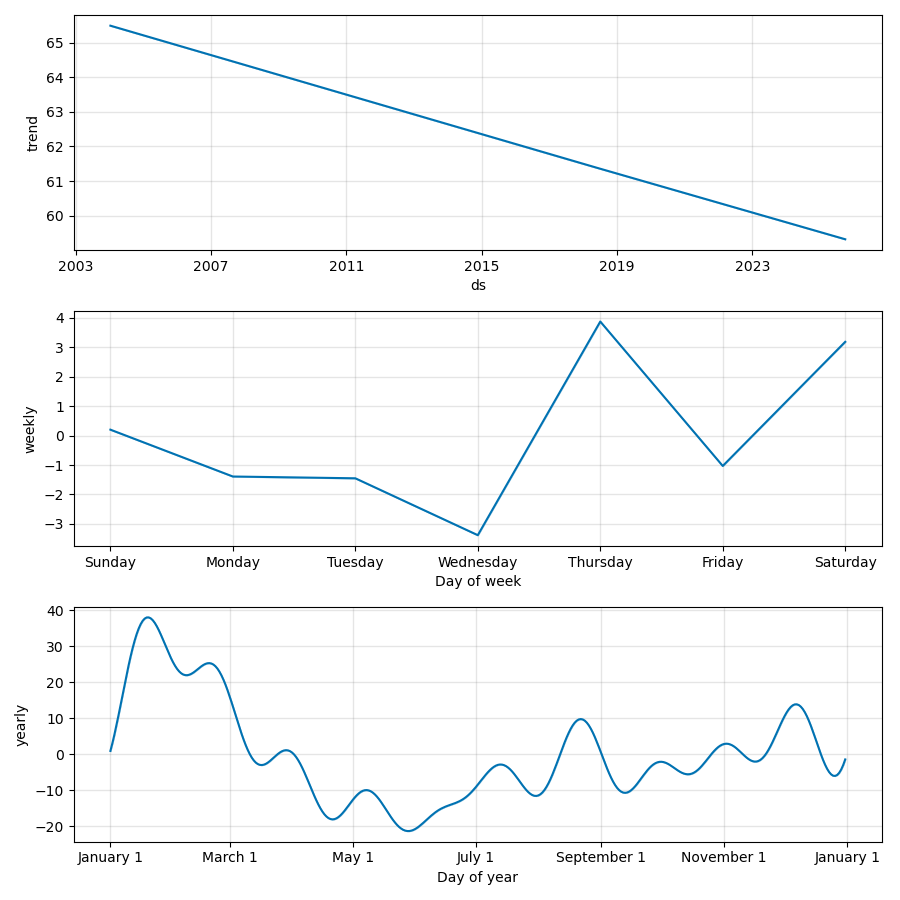 65
64
63
62
61
60
trend
2003 2007 2011 2015 2019 2023
ds
4
3
2
1
0
−1
−2
−3
weekly
Sunday Monday Tuesday Wednesday Thursday Friday Saturday
Day of week
40
30
20
10
0
−10
−20
yearly
January 1 March 1 May 1 July 1 September 1 November 1 January 1
Day of year